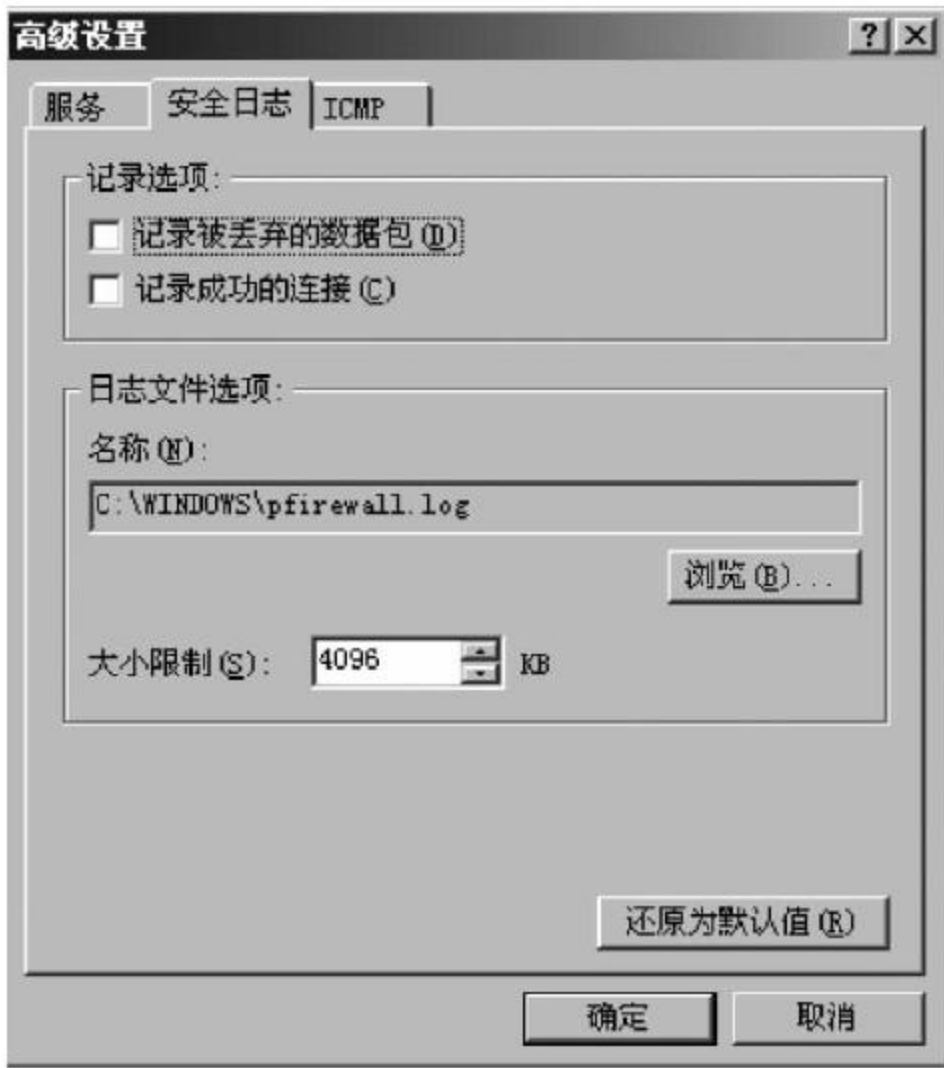 高级设置
服务 安全日志 ICMP
记录选项:
记录被丢弃的数据包(D)
记录成功的连接(C)
日志文件选项:
名称(N):
C:\WINDOWS\pfirewall.log
浏览(B)...
大小限制(S): 4096 KB
还原为默认值(R)
确定 取消